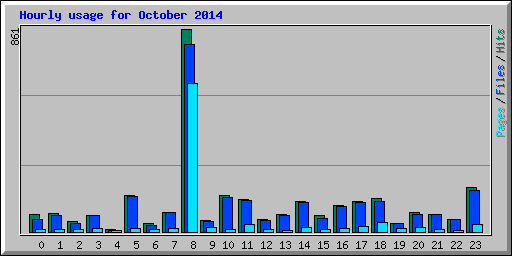 Hourly usage for October 2014
861
Pages/Files/Hits
0 1 2 3 4 5 6 7 8 9 10 11 12 13 14 15 16 17 18 19 20 21 22 23